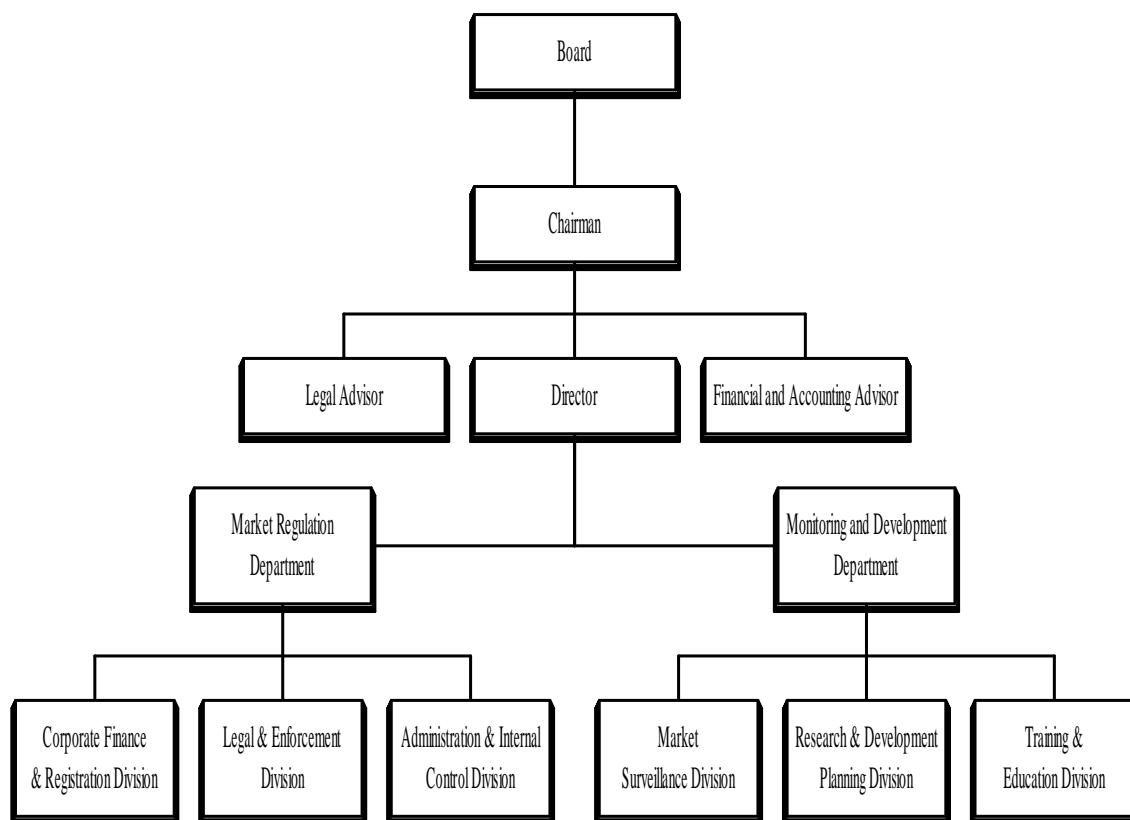 Board
Chairman
Legal Advisor
Director
Financial and Accounting Advisor
Market Regulation
Department
Monitoring and Development
Department
Corporate Finance
& Registration Division
Legal & Enforcement
Division
Administration & Internal
Control Division
Market
Surveillance Division
Research & Development
Planning Division
Training &
Education Division